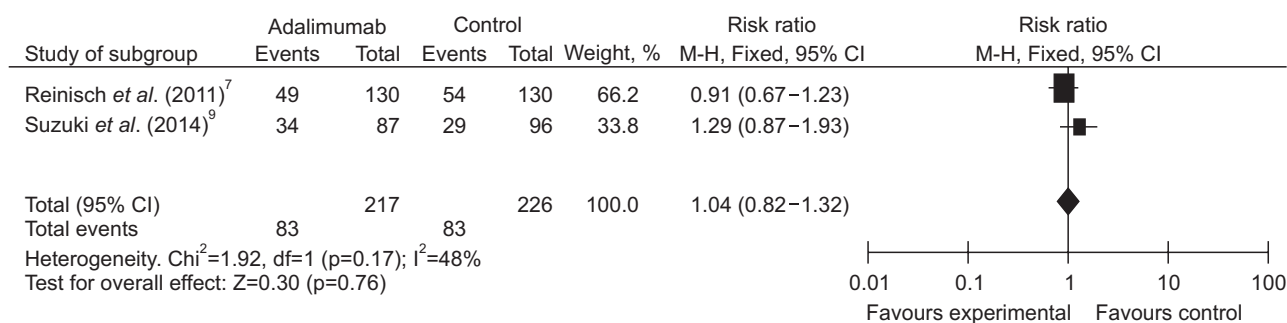 Adalimumab Control Risk ratio Risk ratio
Study of subgroup Events Total Events Total Weight, % M-H, Fixed, 95% CI M-H, Fixed, 95% CI
Reinisch et al. (2011)7 49 130 54 130 66.2 0.91 (0.67−1.23)
Suzuki et al. (2014)9 34 87 29 96 33.8 1.29 (0.87−1.93)
Total (95% CI) 217 226 100.0 1.04 (0.82−1.32)
Total events 83 83
Heterogeneity. Chi2=1.92, df=1 (p=0.17); I2=48%
Test for overall effect: Z=0.30 (p=0.76)
0.01 0.1 1 10 100
Favours experimental Favours control